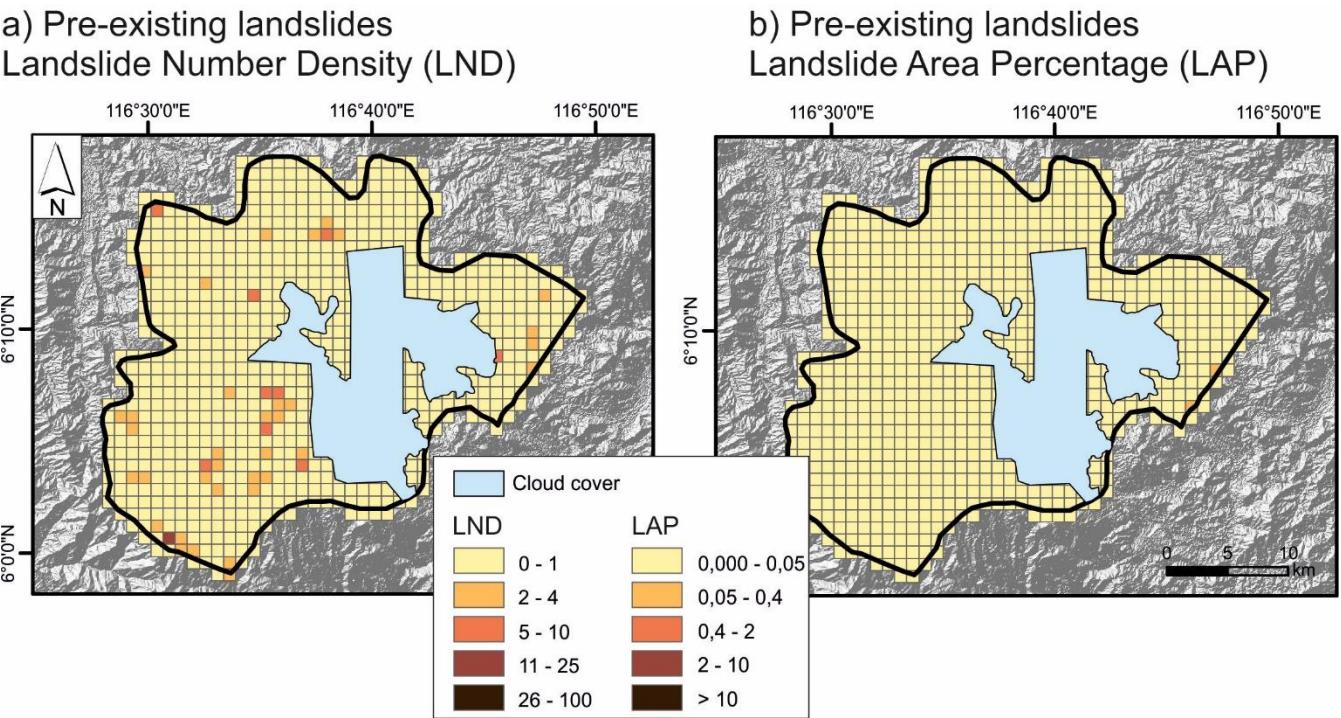 a) Pre-existing landslides
Landslide Number Density (LND)
b) Pre-existing landslides
Landslide Area Percentage (LAP)
116°30'0"E
116°40'0"E
116°50'0"E
116°30'0"E
116°40'0"E
116°50'0"E
N
6°10'0"N
6°0'0"N
6°10'0"N
6°0'0"N
Cloud cover
LND
LAP
0 - 1
0,000 - 0,05
2 - 4
0,05 - 0,4
5 - 10
0,4 - 2
11 - 25
2 - 10
26 - 100
> 10
0 5 10
km